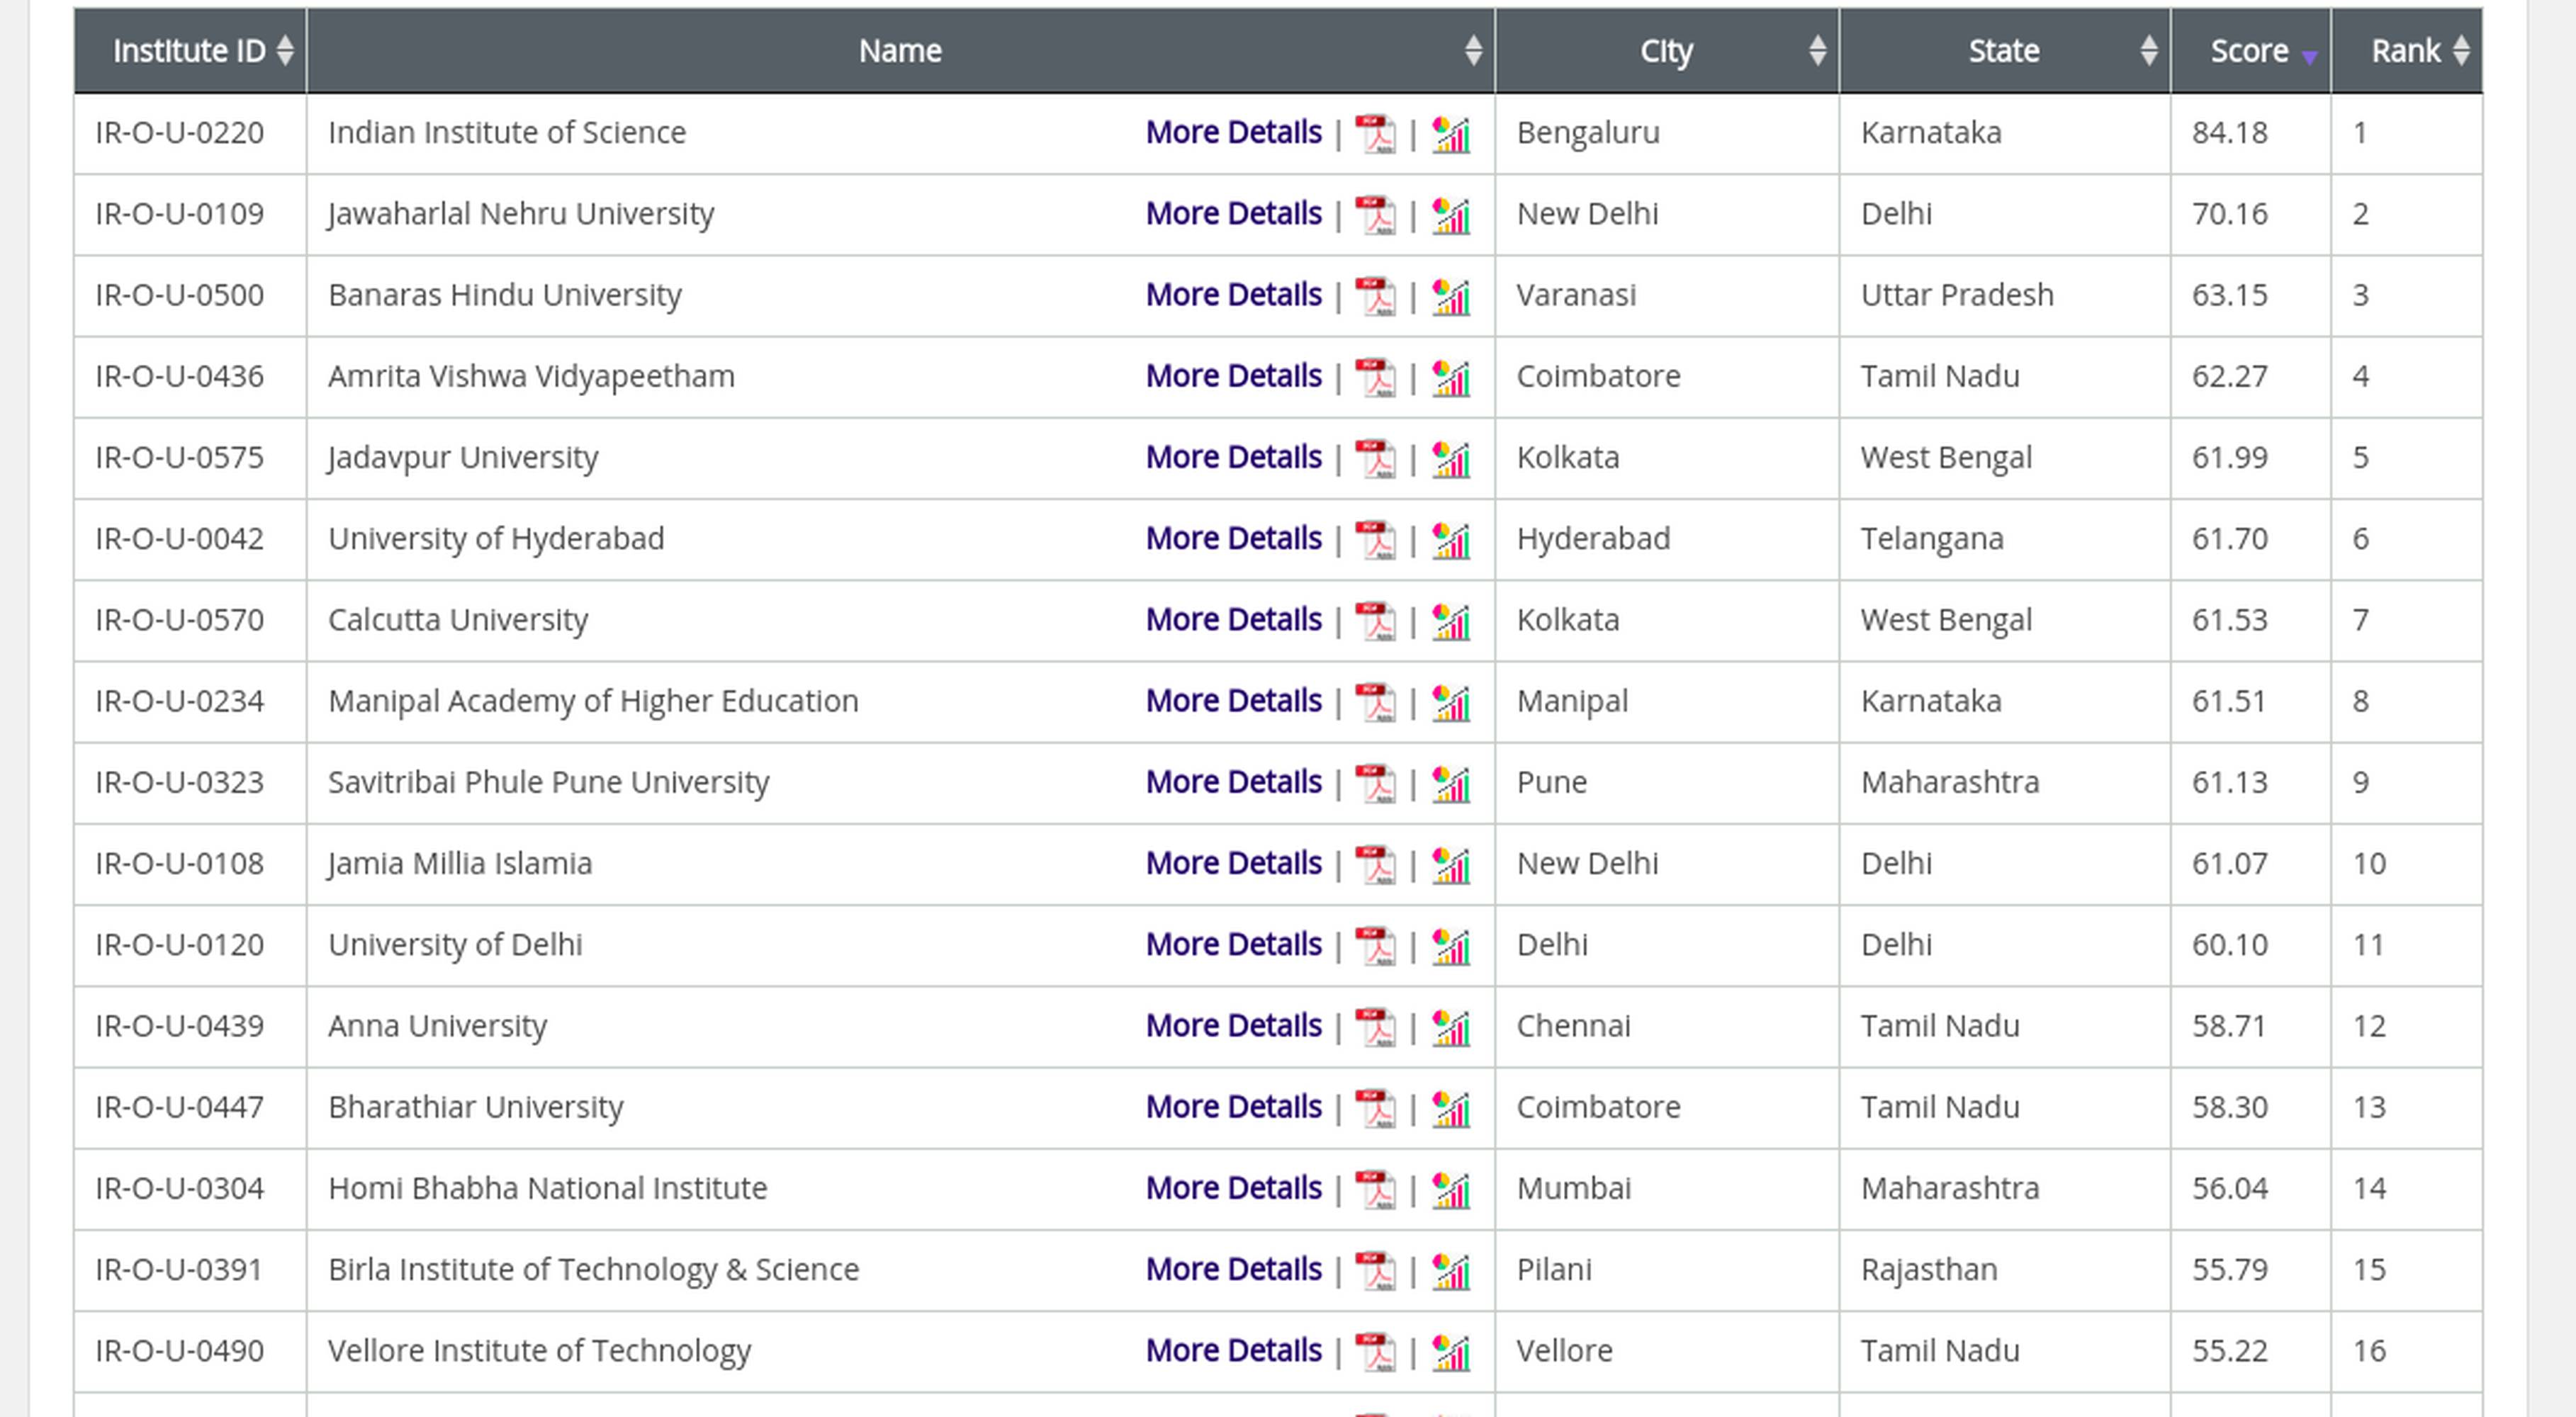 Institute ID Name City State Score Rank
IR-O-U-0220 Indian Institute of Science More Details | | Bengaluru Karnataka 84.18 1
IR-O-U-0109 Jawaharlal Nehru University More Details | | New Delhi Delhi 70.16 2
IR-O-U-0500 Banaras Hindu University More Details | | Varanasi Uttar Pradesh 63.15 3
IR-O-U-0436 Amrita Vishwa Vidyapeetham More Details | | Coimbatore Tamil Nadu 62.27 4
IR-O-U-0575 Jadavpur University More Details | | Kolkata West Bengal 61.99 5
IR-O-U-0042 University of Hyderabad More Details | | Hyderabad Telangana 61.70 6
IR-O-U-0570 Calcutta University More Details | | Kolkata West Bengal 61.53 7
IR-O-U-0234 Manipal Academy of Higher Education More Details | | Manipal Karnataka 61.51 8
IR-O-U-0323 Savitribai Phule Pune University More Details | | Pune Maharashtra 61.13 9
IR-O-U-0108 Jamia Millia Islamia More Details | | New Delhi Delhi 61.07 10
IR-O-U-0120 University of Delhi More Details | | Delhi Delhi 60.10 11
IR-O-U-0439 Anna University More Details | | Chennai Tamil Nadu 58.71 12
IR-O-U-0447 Bharathiar University More Details | | Coimbatore Tamil Nadu 58.30 13
IR-O-U-0304 Homi Bhabha National Institute More Details | | Mumbai Maharashtra 56.04 14
IR-O-U-0391 Birla Institute of Technology & Science More Details | | Pilani Rajasthan 55.79 15
IR-O-U-0490 Vellore Institute of Technology More Details | | Vellore Tamil Nadu 55.22 16